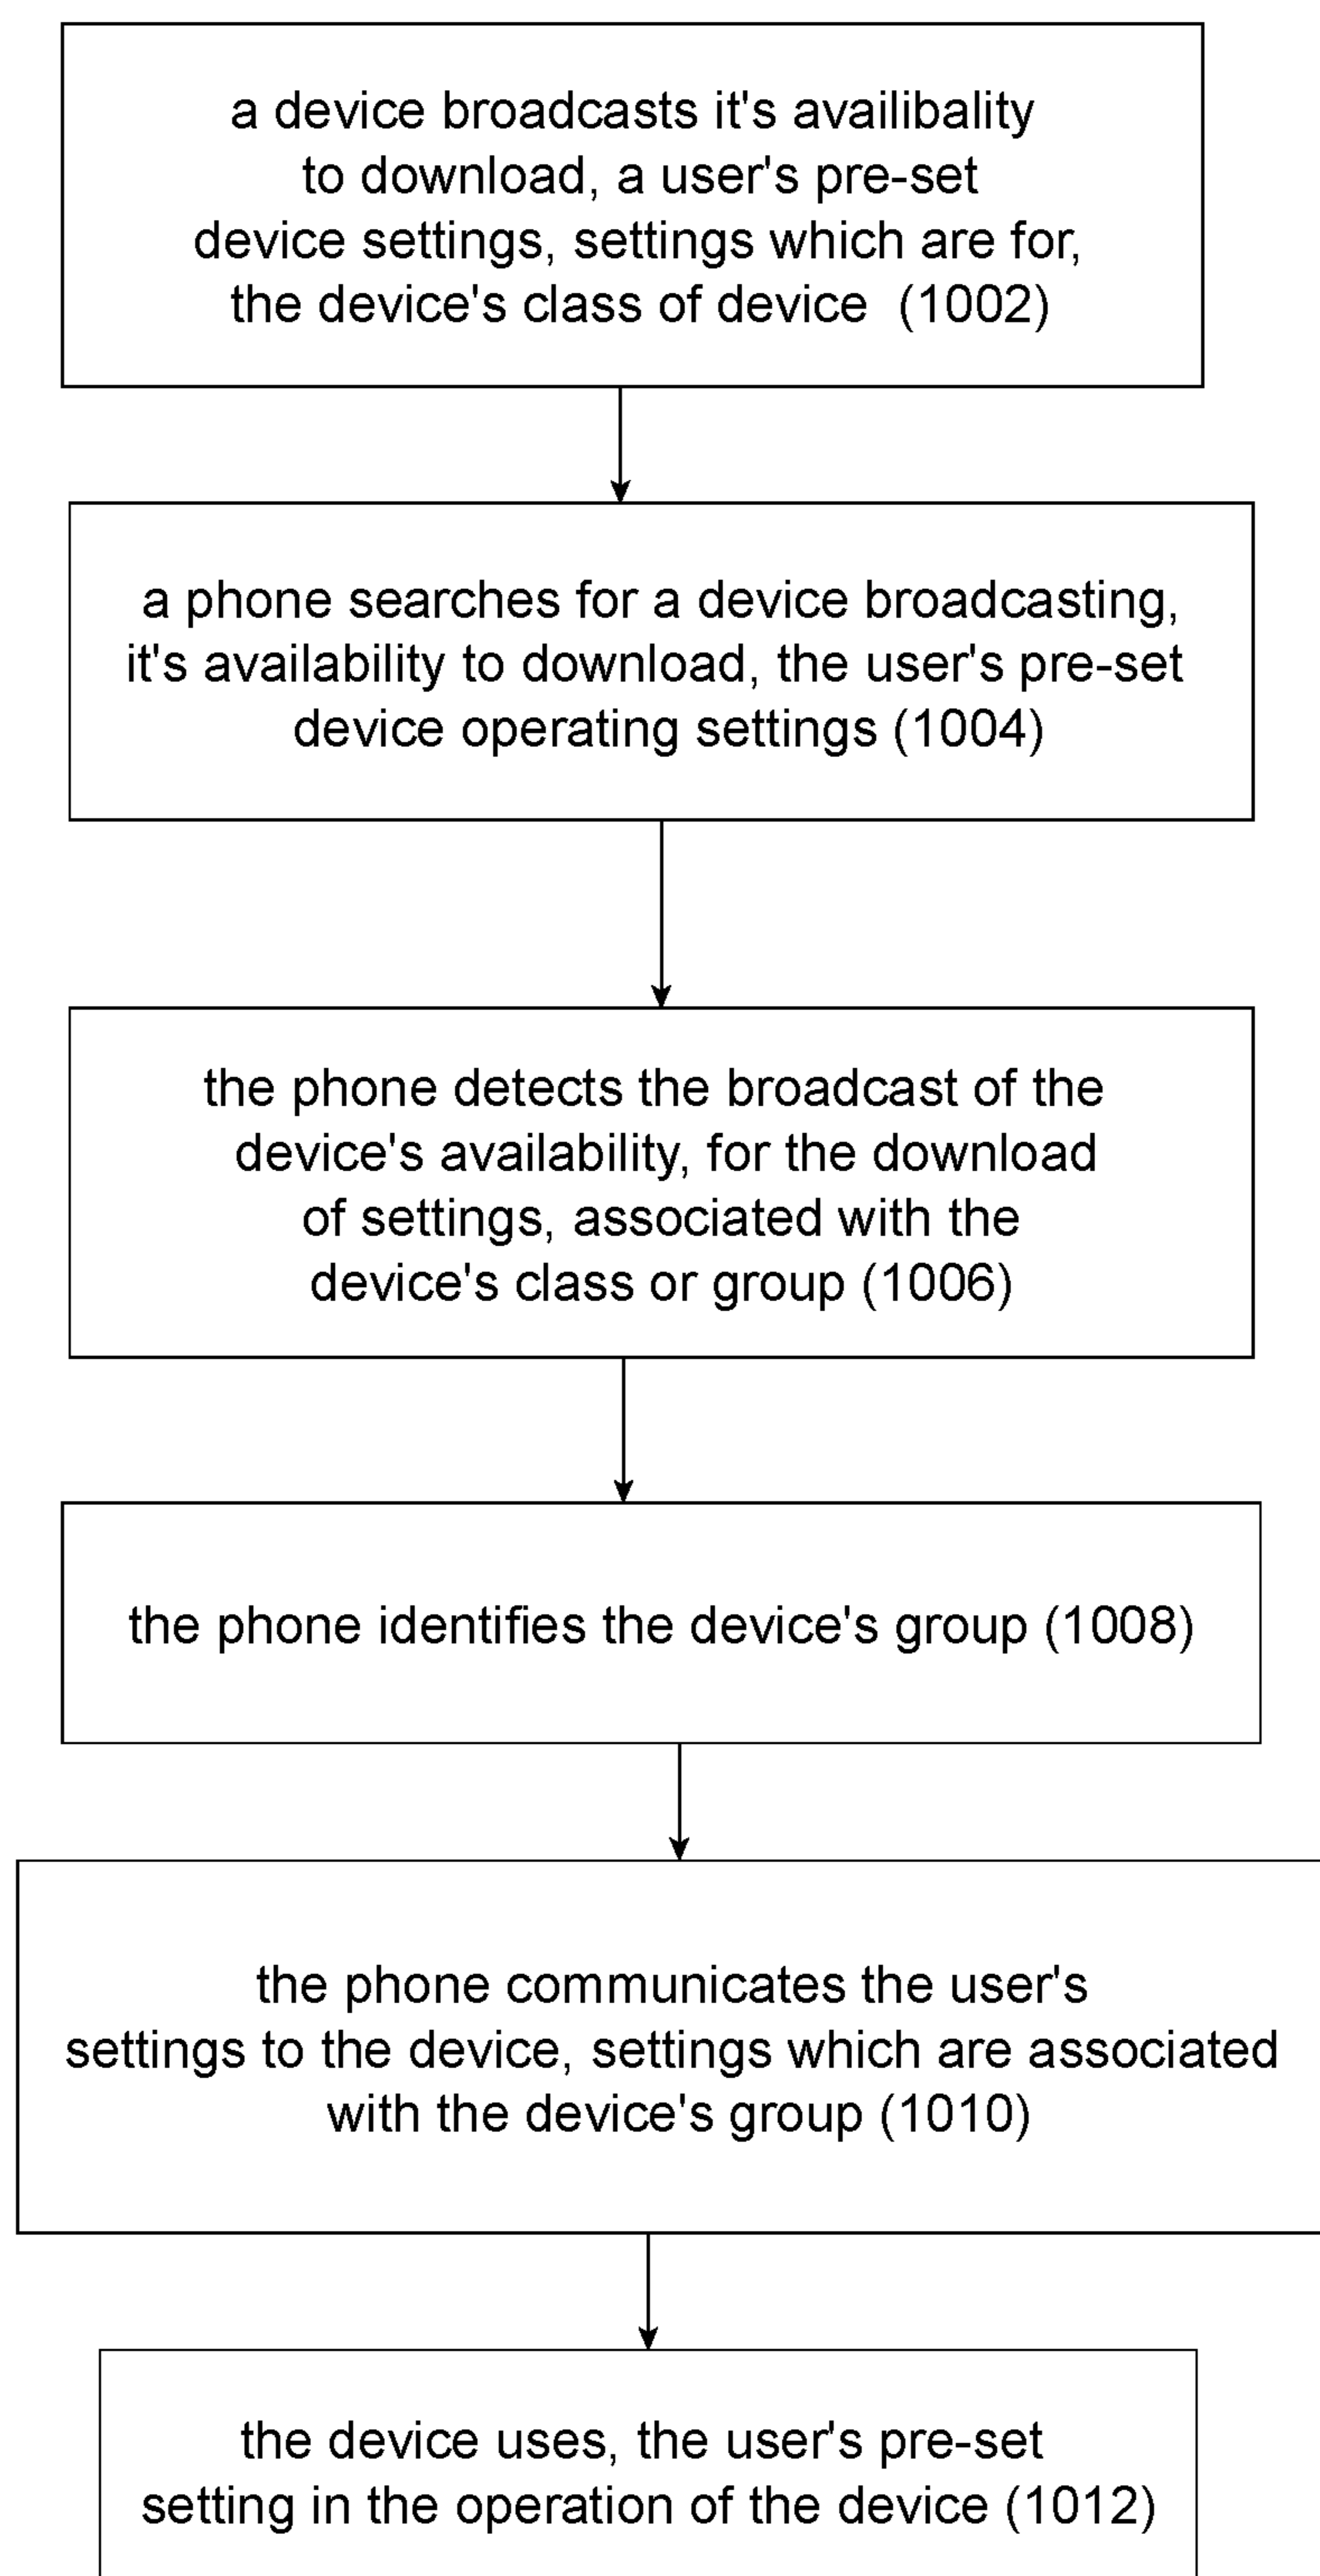 a device broadcasts it's availibality
to download, a user's pre-set
device settings, settings which are for,
the device's class of device (1002)
a phone searches for a device broadcasting,
it's availability to download, the user's pre-set
device operating settings (1004)
the phone detects the broadcast of the
device's availability, for the download
of settings, associated with the
device's class or group (1006)
the phone identifies the device's group (1008)
the phone communicates the user's
settings to the device, settings which are associated
with the device's group (1010)
the device uses, the user's pre-set
setting in the operation of the device (1012)